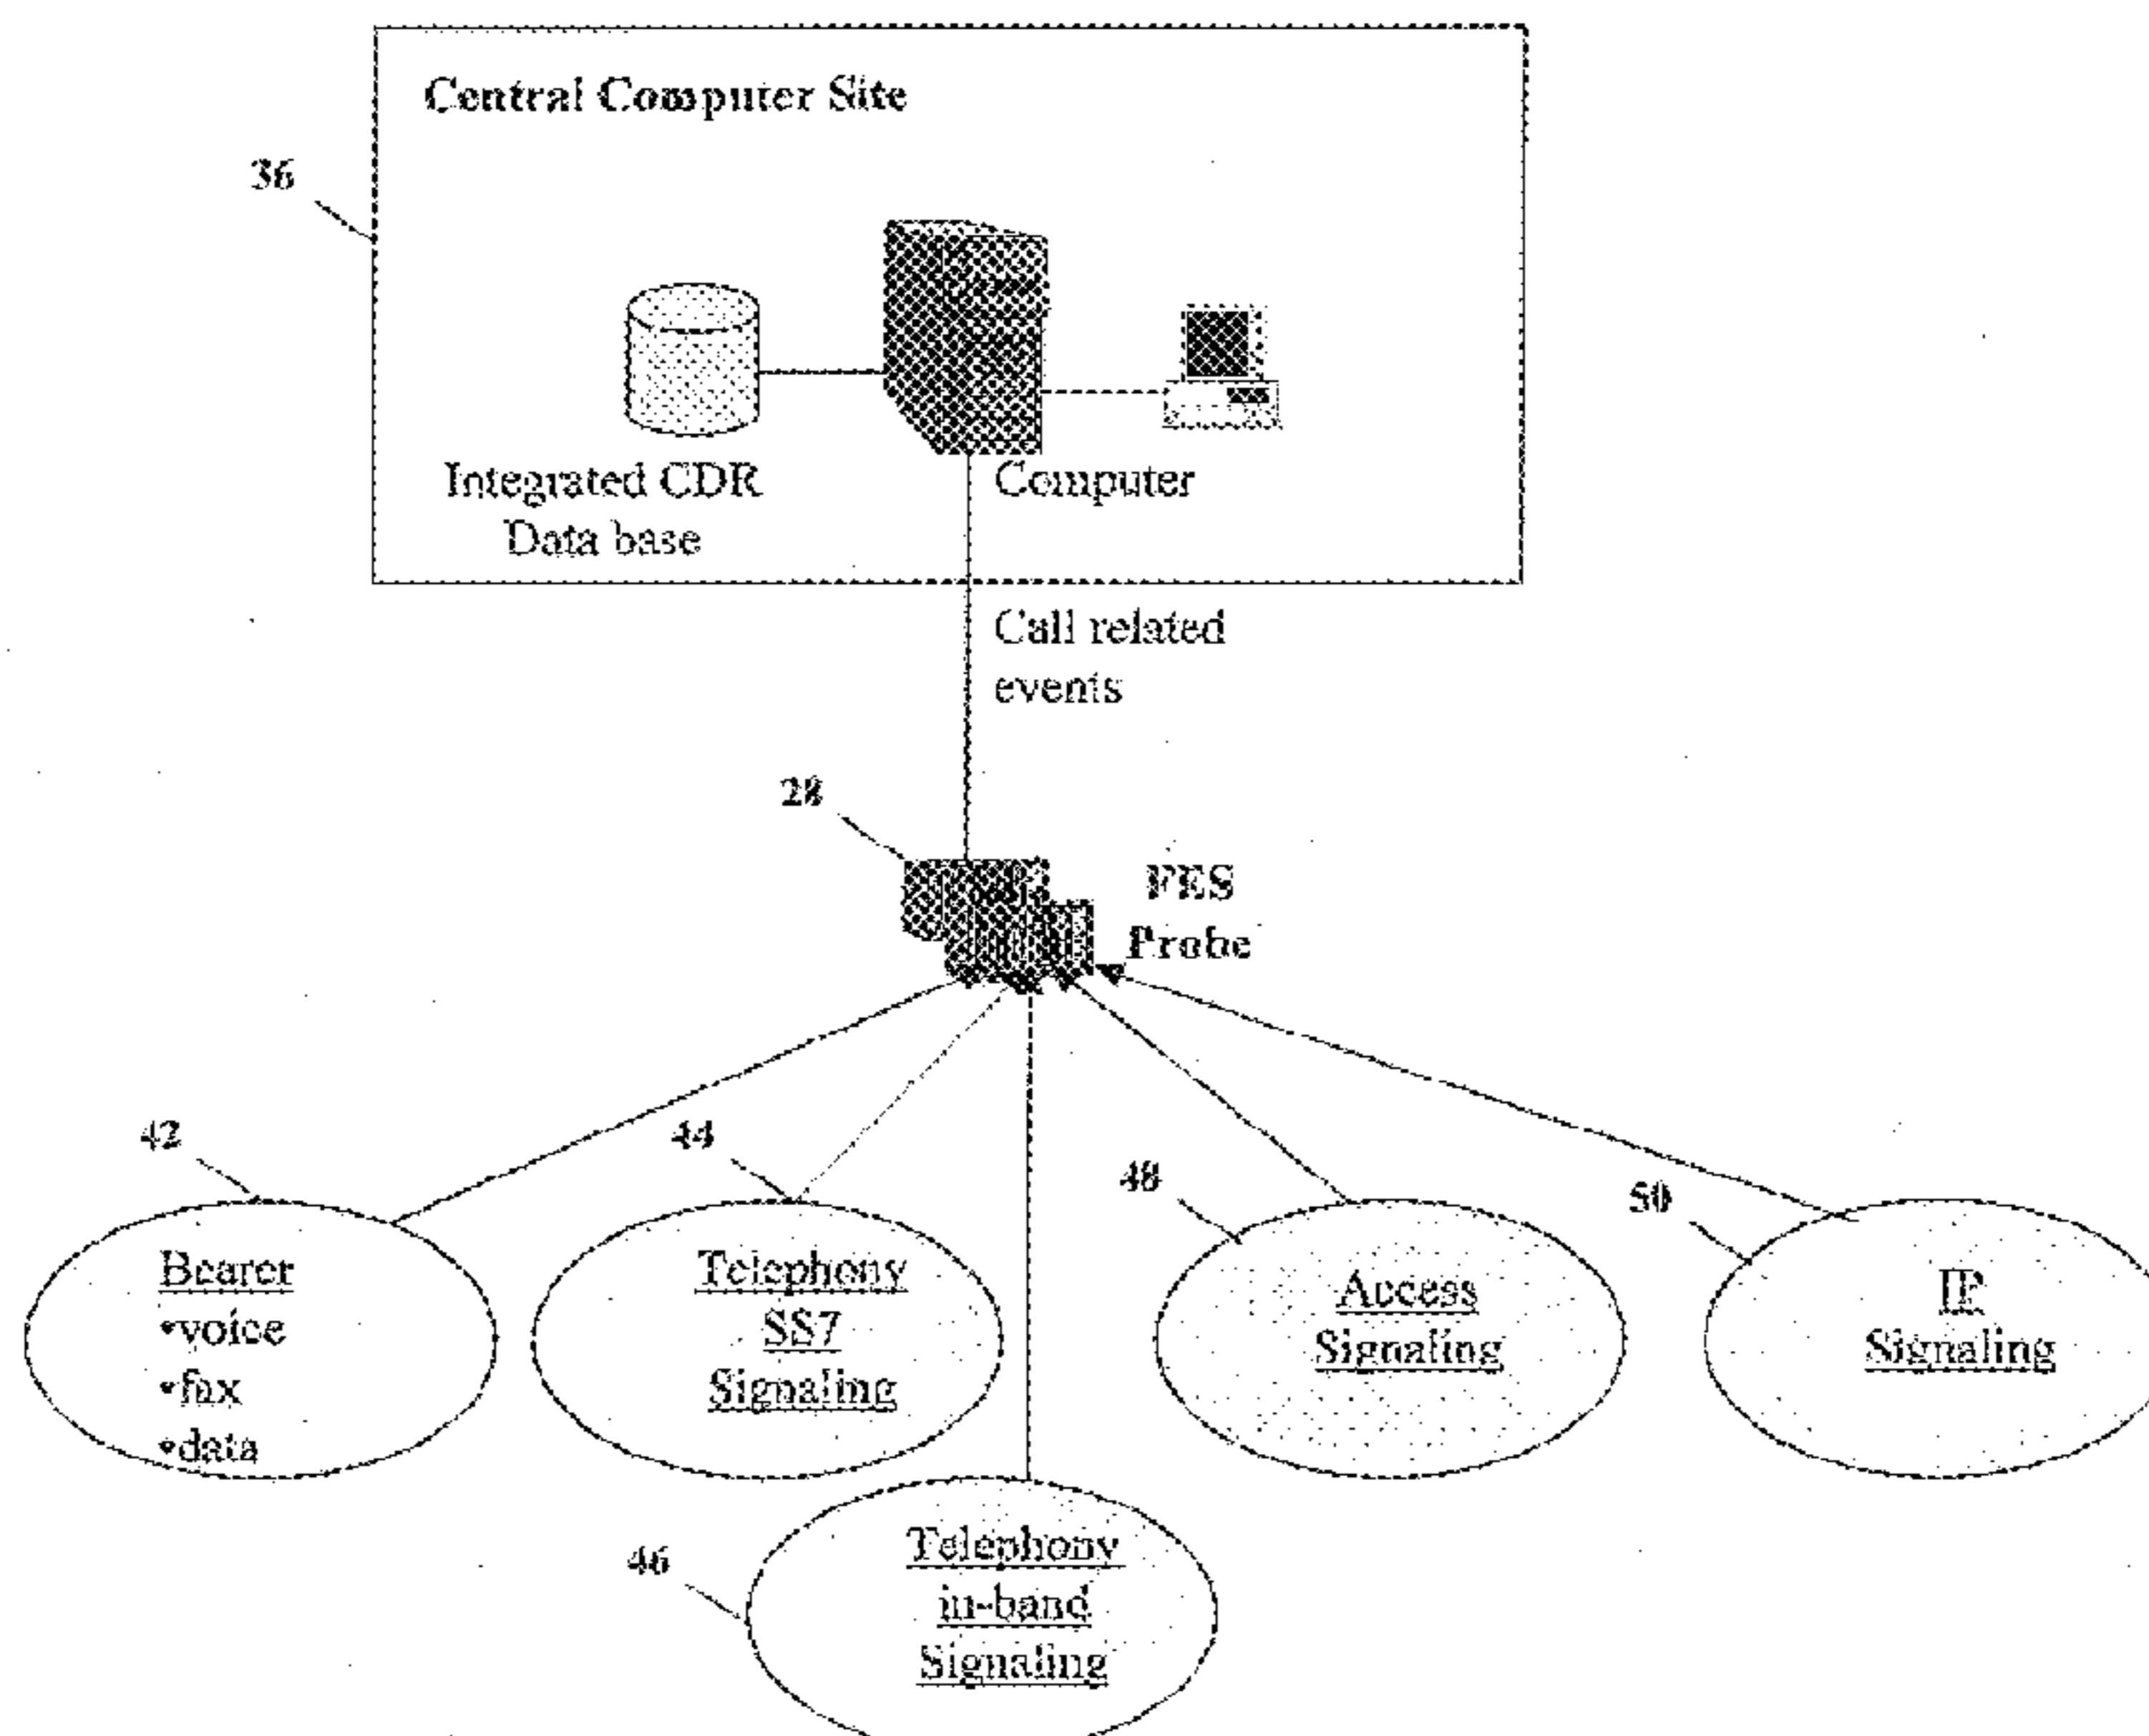 Central Computer Site
36
Integrated CDR
Data base
Computer
Call related
events
28
FES
Probe
42
44
48
50
Bearer
•voice
•fax
•data
Telephony
SS7
Signaling
Access
Signaling
IP
Signaling
46
Telephony
in-band
Signaling